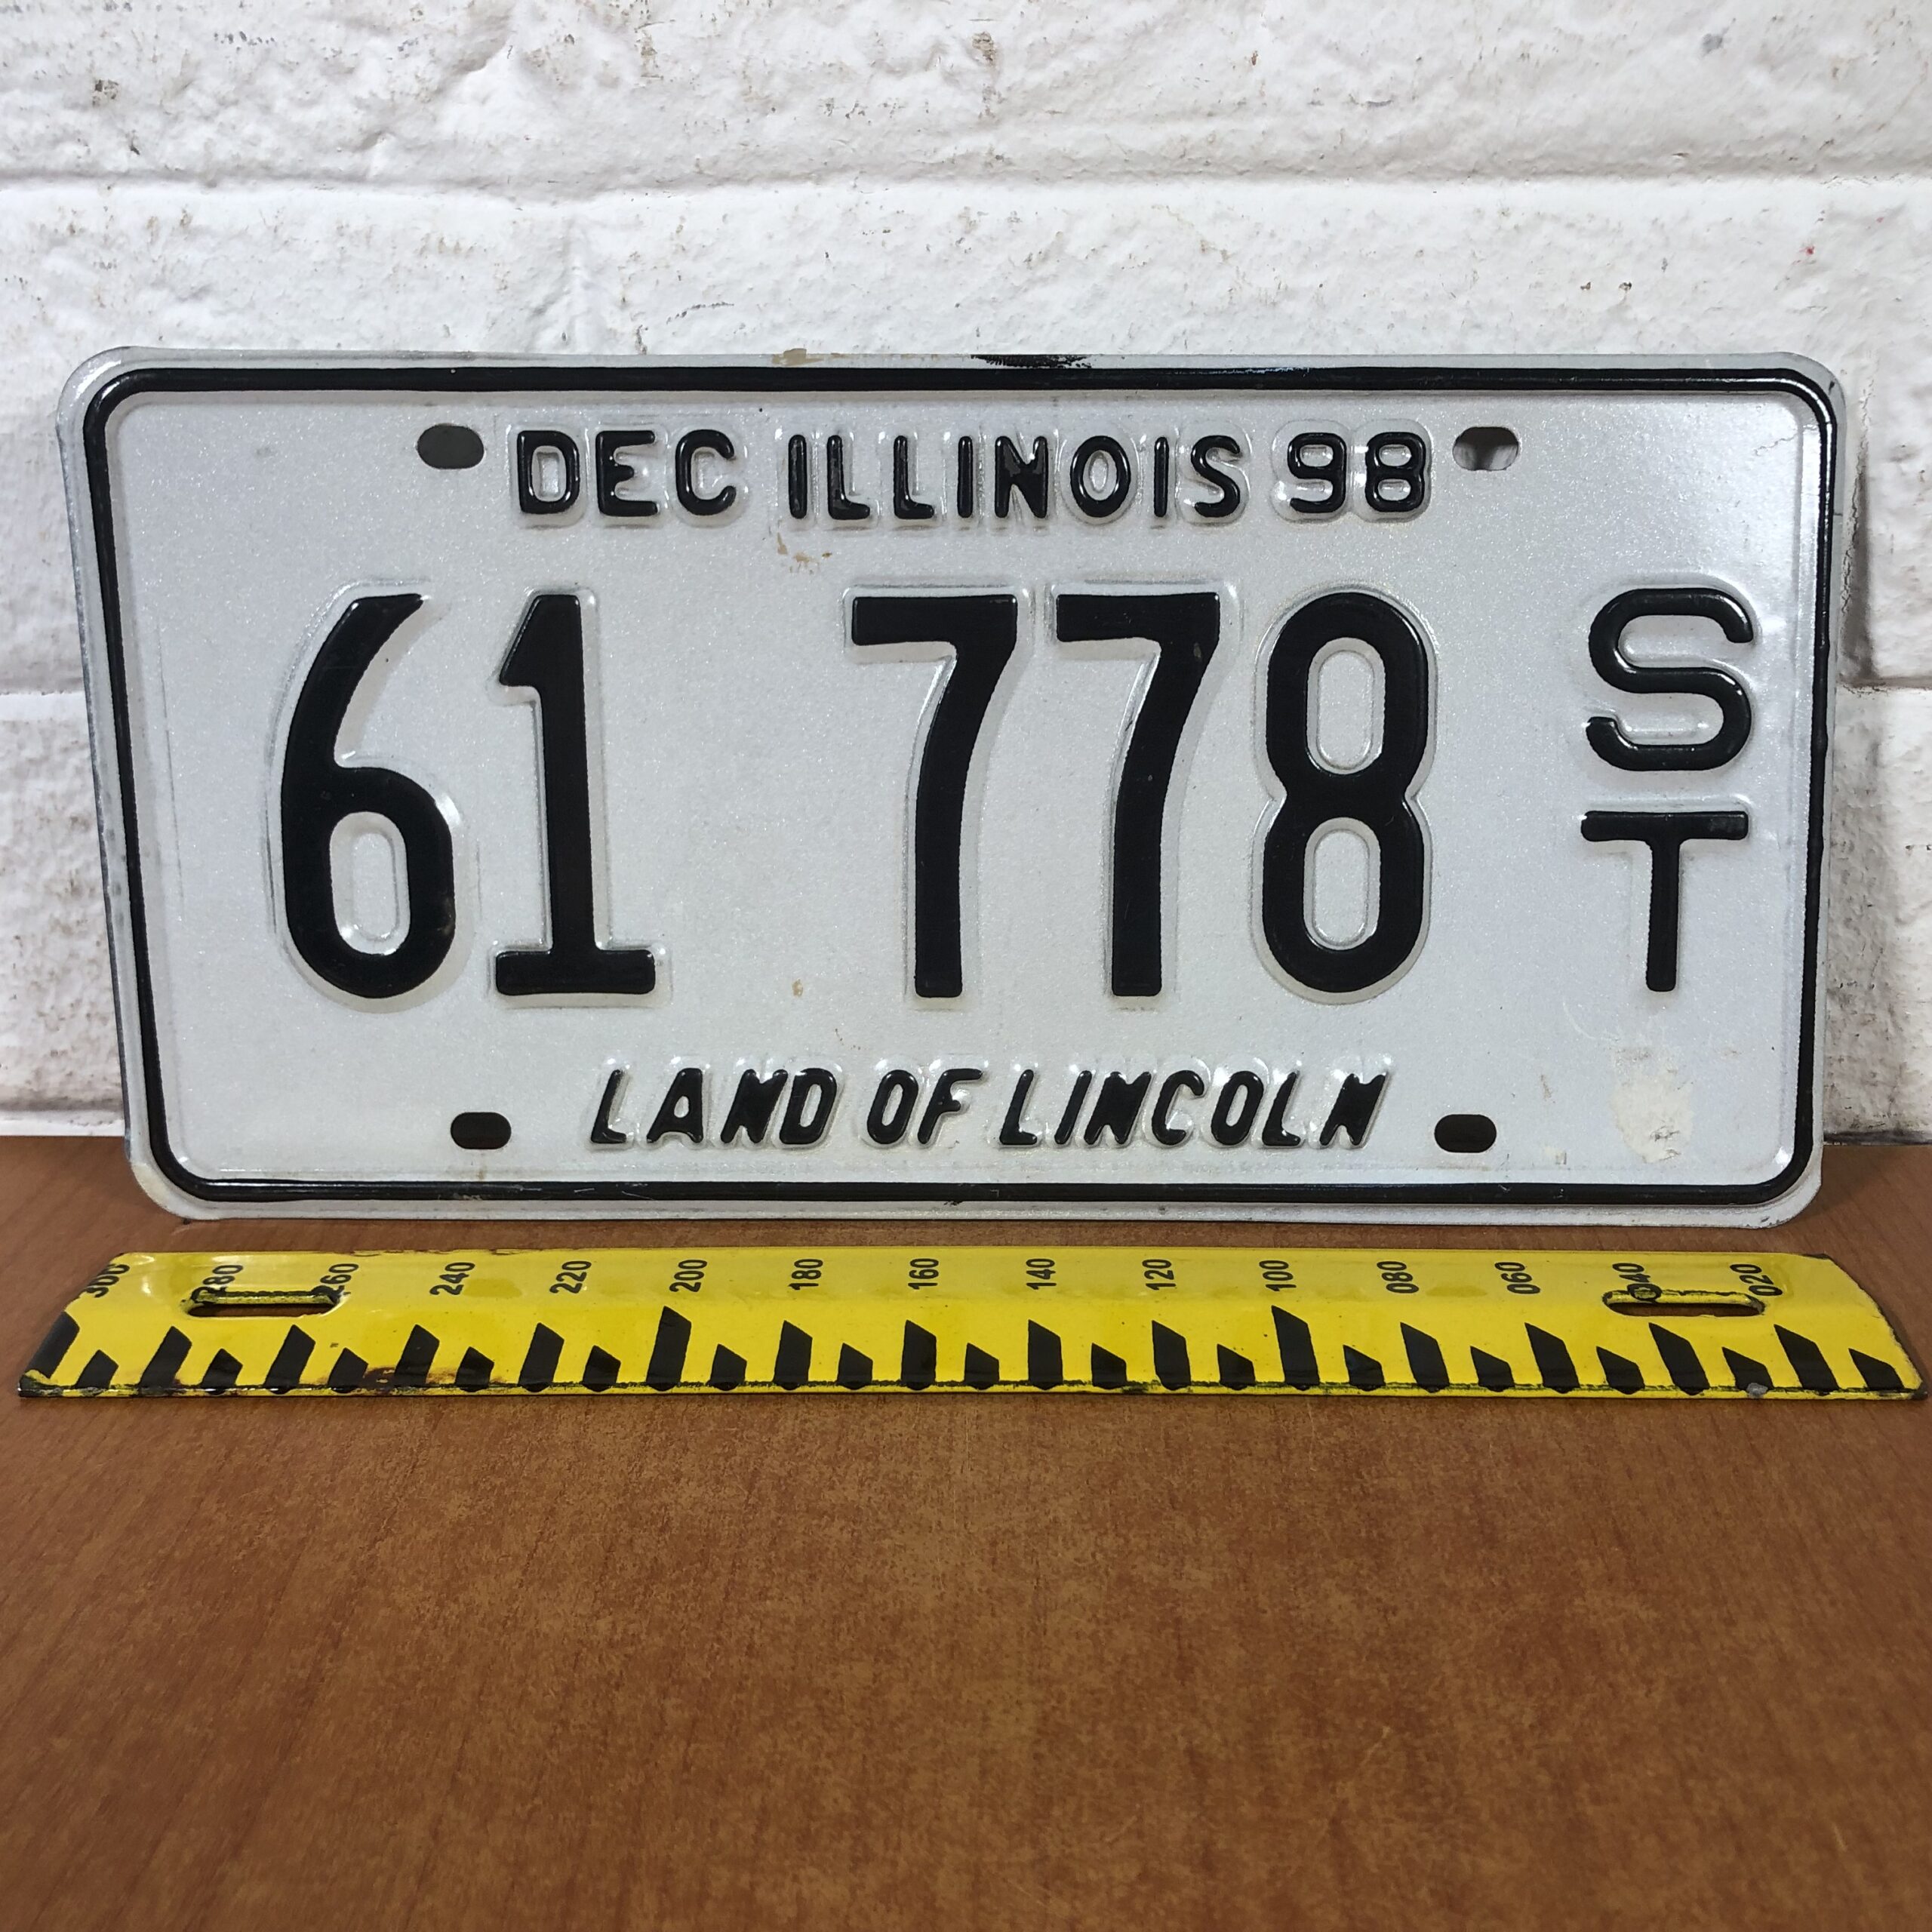 DEC ILLINOIS 98
61 778 ST
LAND OF LINCOLN
300 280 260 240 220 200 180 160 140 120 100 080 060 040 020